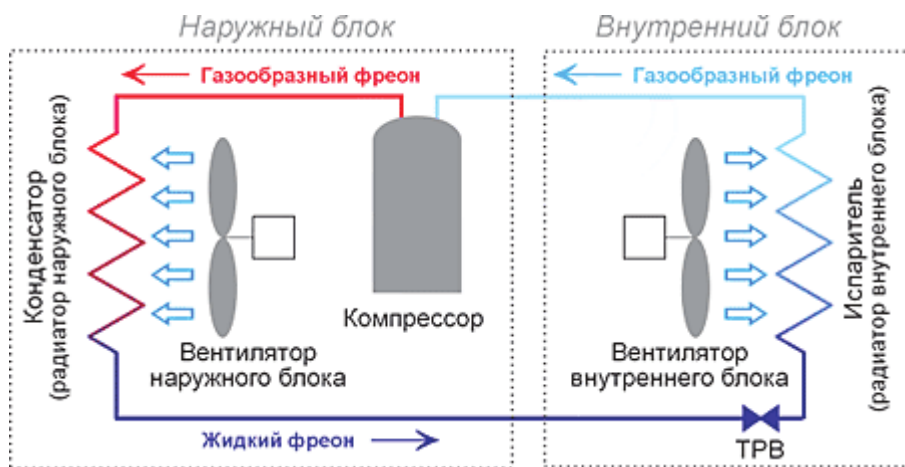 Наружный блок
Внутренний блок
Газообразный фреон
Газообразный фреон
Конденсатор
(радиатор наружного блока)
Компрессор
Вентилятор
наружного блока
Вентилятор
внутреннего блока
Испаритель
(радиатор внутреннего блока)
Жидкий фреон
ТРВ